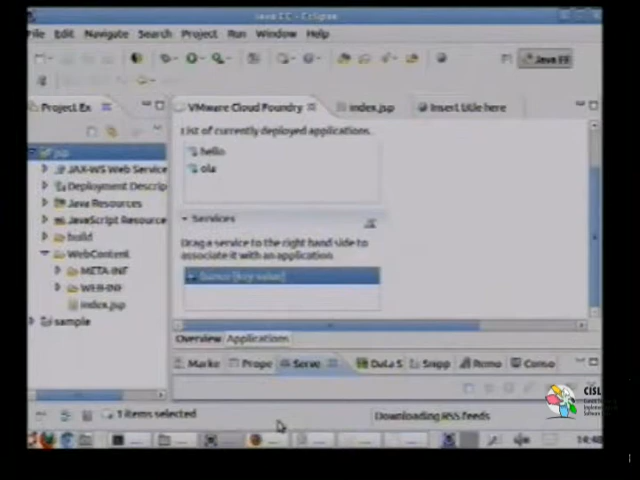 Java EE - Eclipse
File Edit Navigate Search Project Run Window Help
Java EE
Project Ex
VMware Cloud Foundry
index.jsp
Insert title here
List of currently deployed applications.
hello
ola
JAX-WS Web Service
Deployment Descrip
Java Resources
JavaScript Resource
build
WebContent
META-INF
WEB-INF
index.jsp
sample
Services
Drag a service to the right hand side to
associate it with an application
Overview Applications
Marke Prope Serve Data S Snipp Remo Conso
1 items selected
Downloading RSS feeds
14:48
CISL